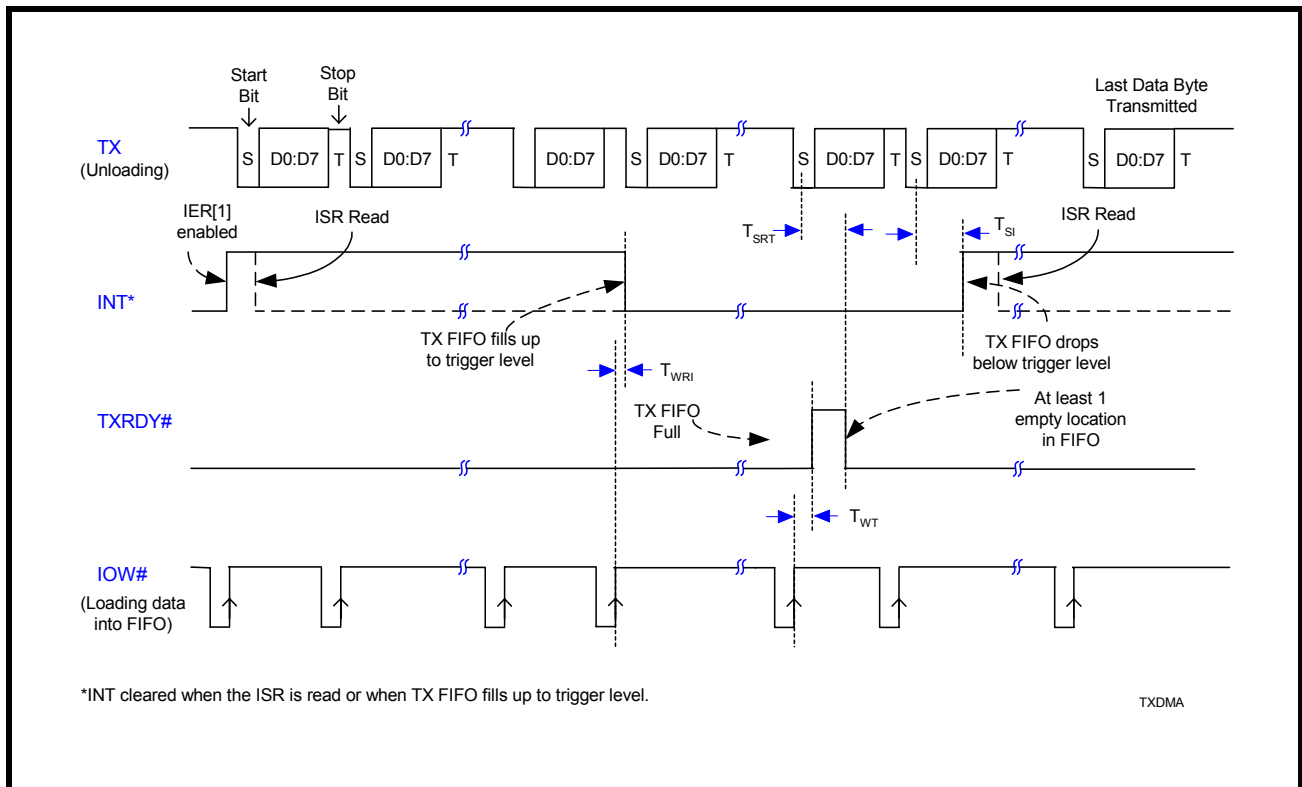 Start
Bit
Stop
Bit
Last Data Byte
Transmitted
TX
(Unloading)
S D0:D7 T S D0:D7 T D0:D7 S D0:D7 T S D0:D7 T S D0:D7 T S D0:D7 T
IER[1]
enabled
ISR Read
TSRT
TSI
ISR Read
INT*
TX FIFO fills up
to trigger level
TX FIFO drops
below trigger level
TWRI
TXRDY#
TX FIFO
Full
At least 1
empty location
in FIFO
TWT
IOW#
(Loading data
into FIFO)
*INT cleared when the ISR is read or when TX FIFO fills up to trigger level.
TXDMA